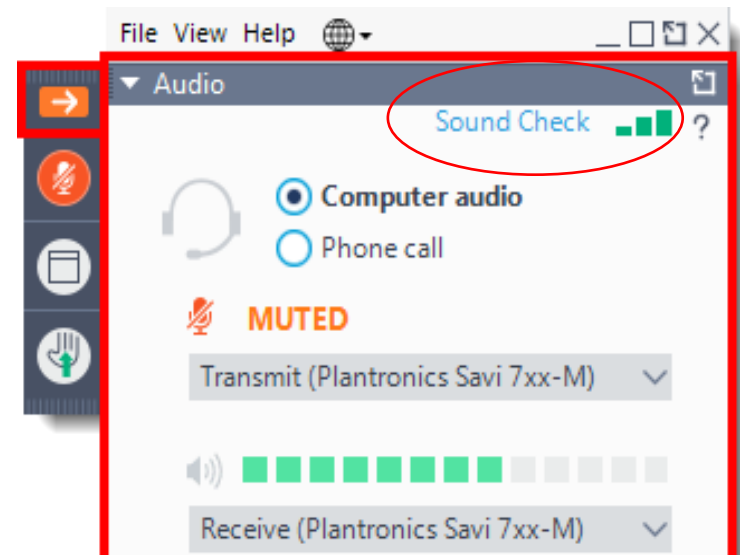 File View Help
Audio
Sound Check ?
Computer audio
Phone call
MUTED
Transmit (Plantronics Savi 7xx-M)
Receive (Plantronics Savi 7xx-M)